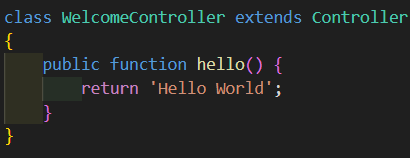 class WelcomeController extends Controller
{
    public function hello() {
        return 'Hello World';
    }
}